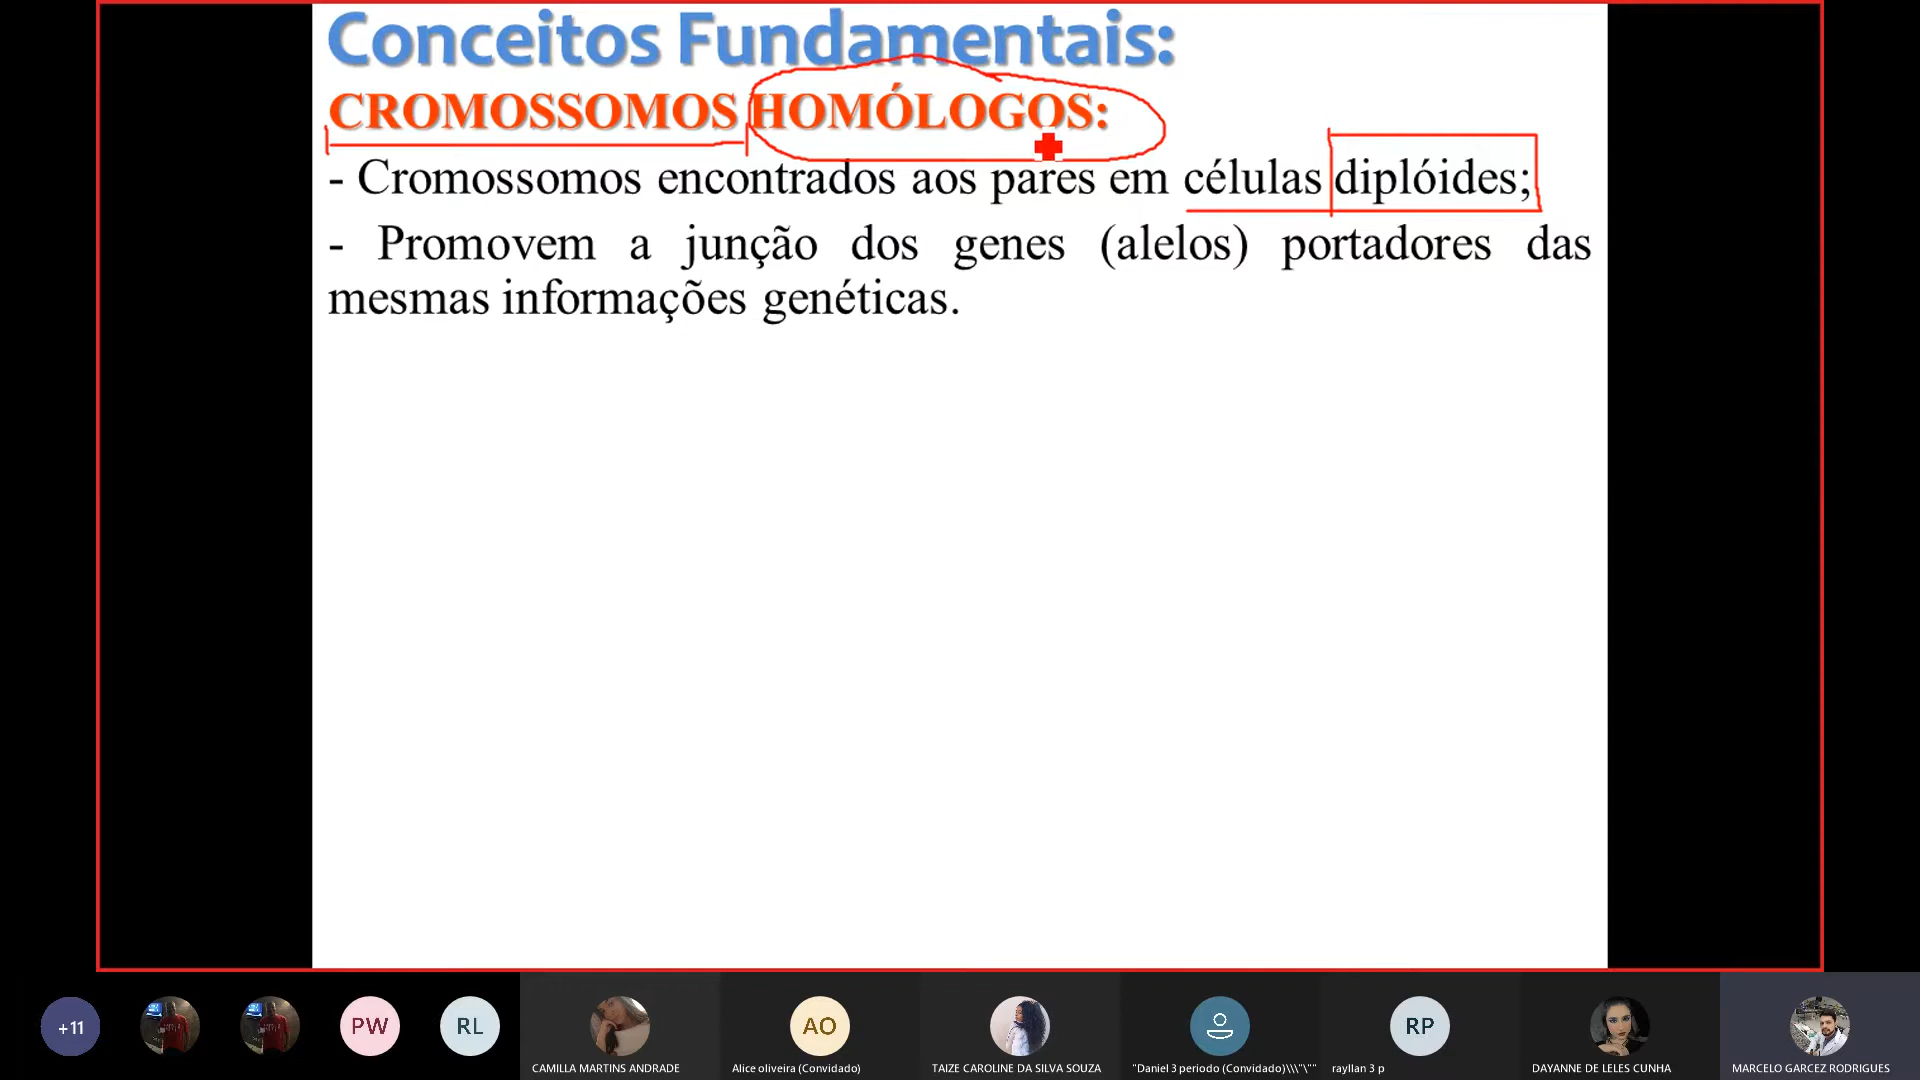 Conceitos Fundamentais:
CROMOSSOMOS HOMÓLOGOS:
- Cromossomos encontrados aos pares em células diplóides;
- Promovem a junção dos genes (alelos) portadores das
mesmas informações genéticas.
+11
PW
RL
AO
RP
CAMILLA MARTINS ANDRADE
Alice oliveira (Convidado)
TAIZE CAROLINE DA SILVA SOUZA
"Daniel 3 periodo (Convidado)\\\"\""
rayllan 3 p
DAYANNE DE LELES CUNHA
MARCELO GARCEZ RODRIGUES